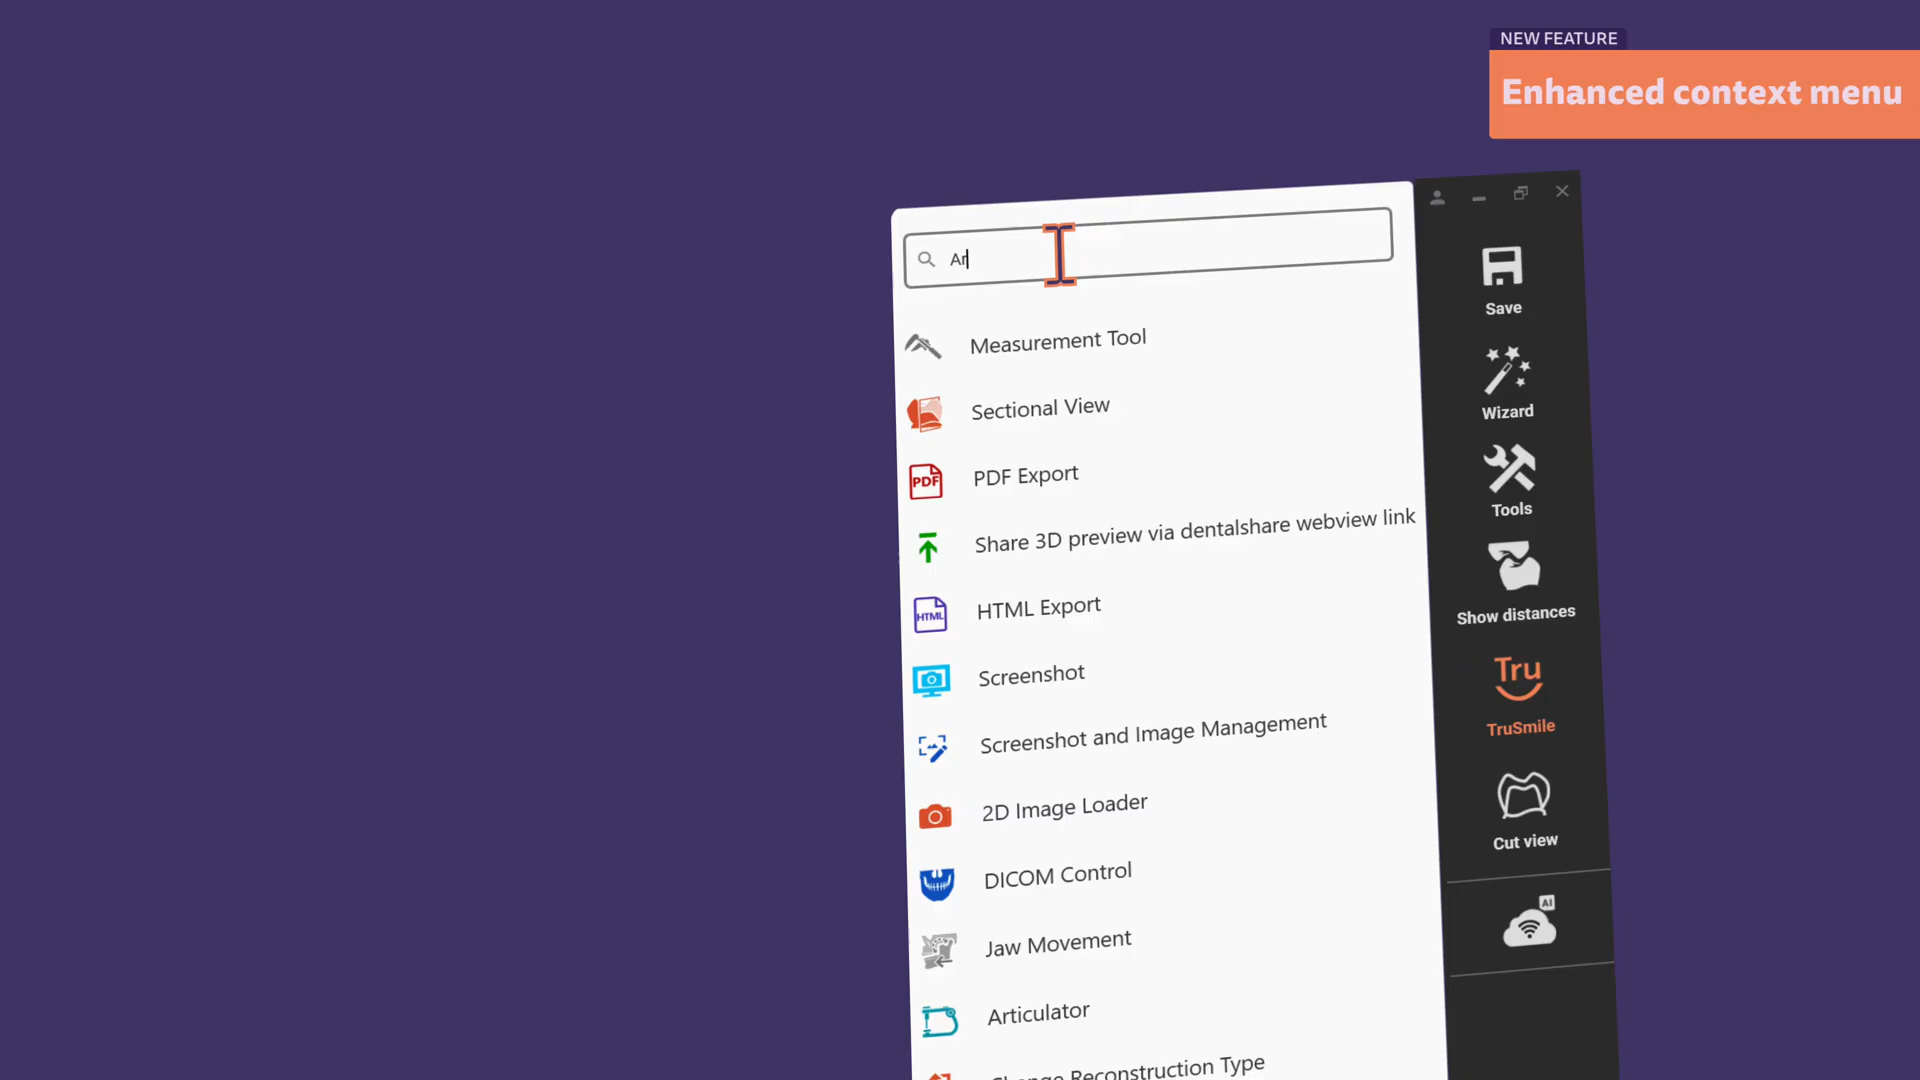 NEW FEATURE
Enhanced context menu
Ar
Measurement Tool
Sectional View
PDF
PDF Export
Share 3D preview via dentalshare webview link
HTML
HTML Export
Screenshot
Screenshot and Image Management
2D Image Loader
DICOM Control
Jaw Movement
Articulator
Change Reconstruction Type
Save
Wizard
Tools
Show distances
Tru
TruSmile
Cut view
AI